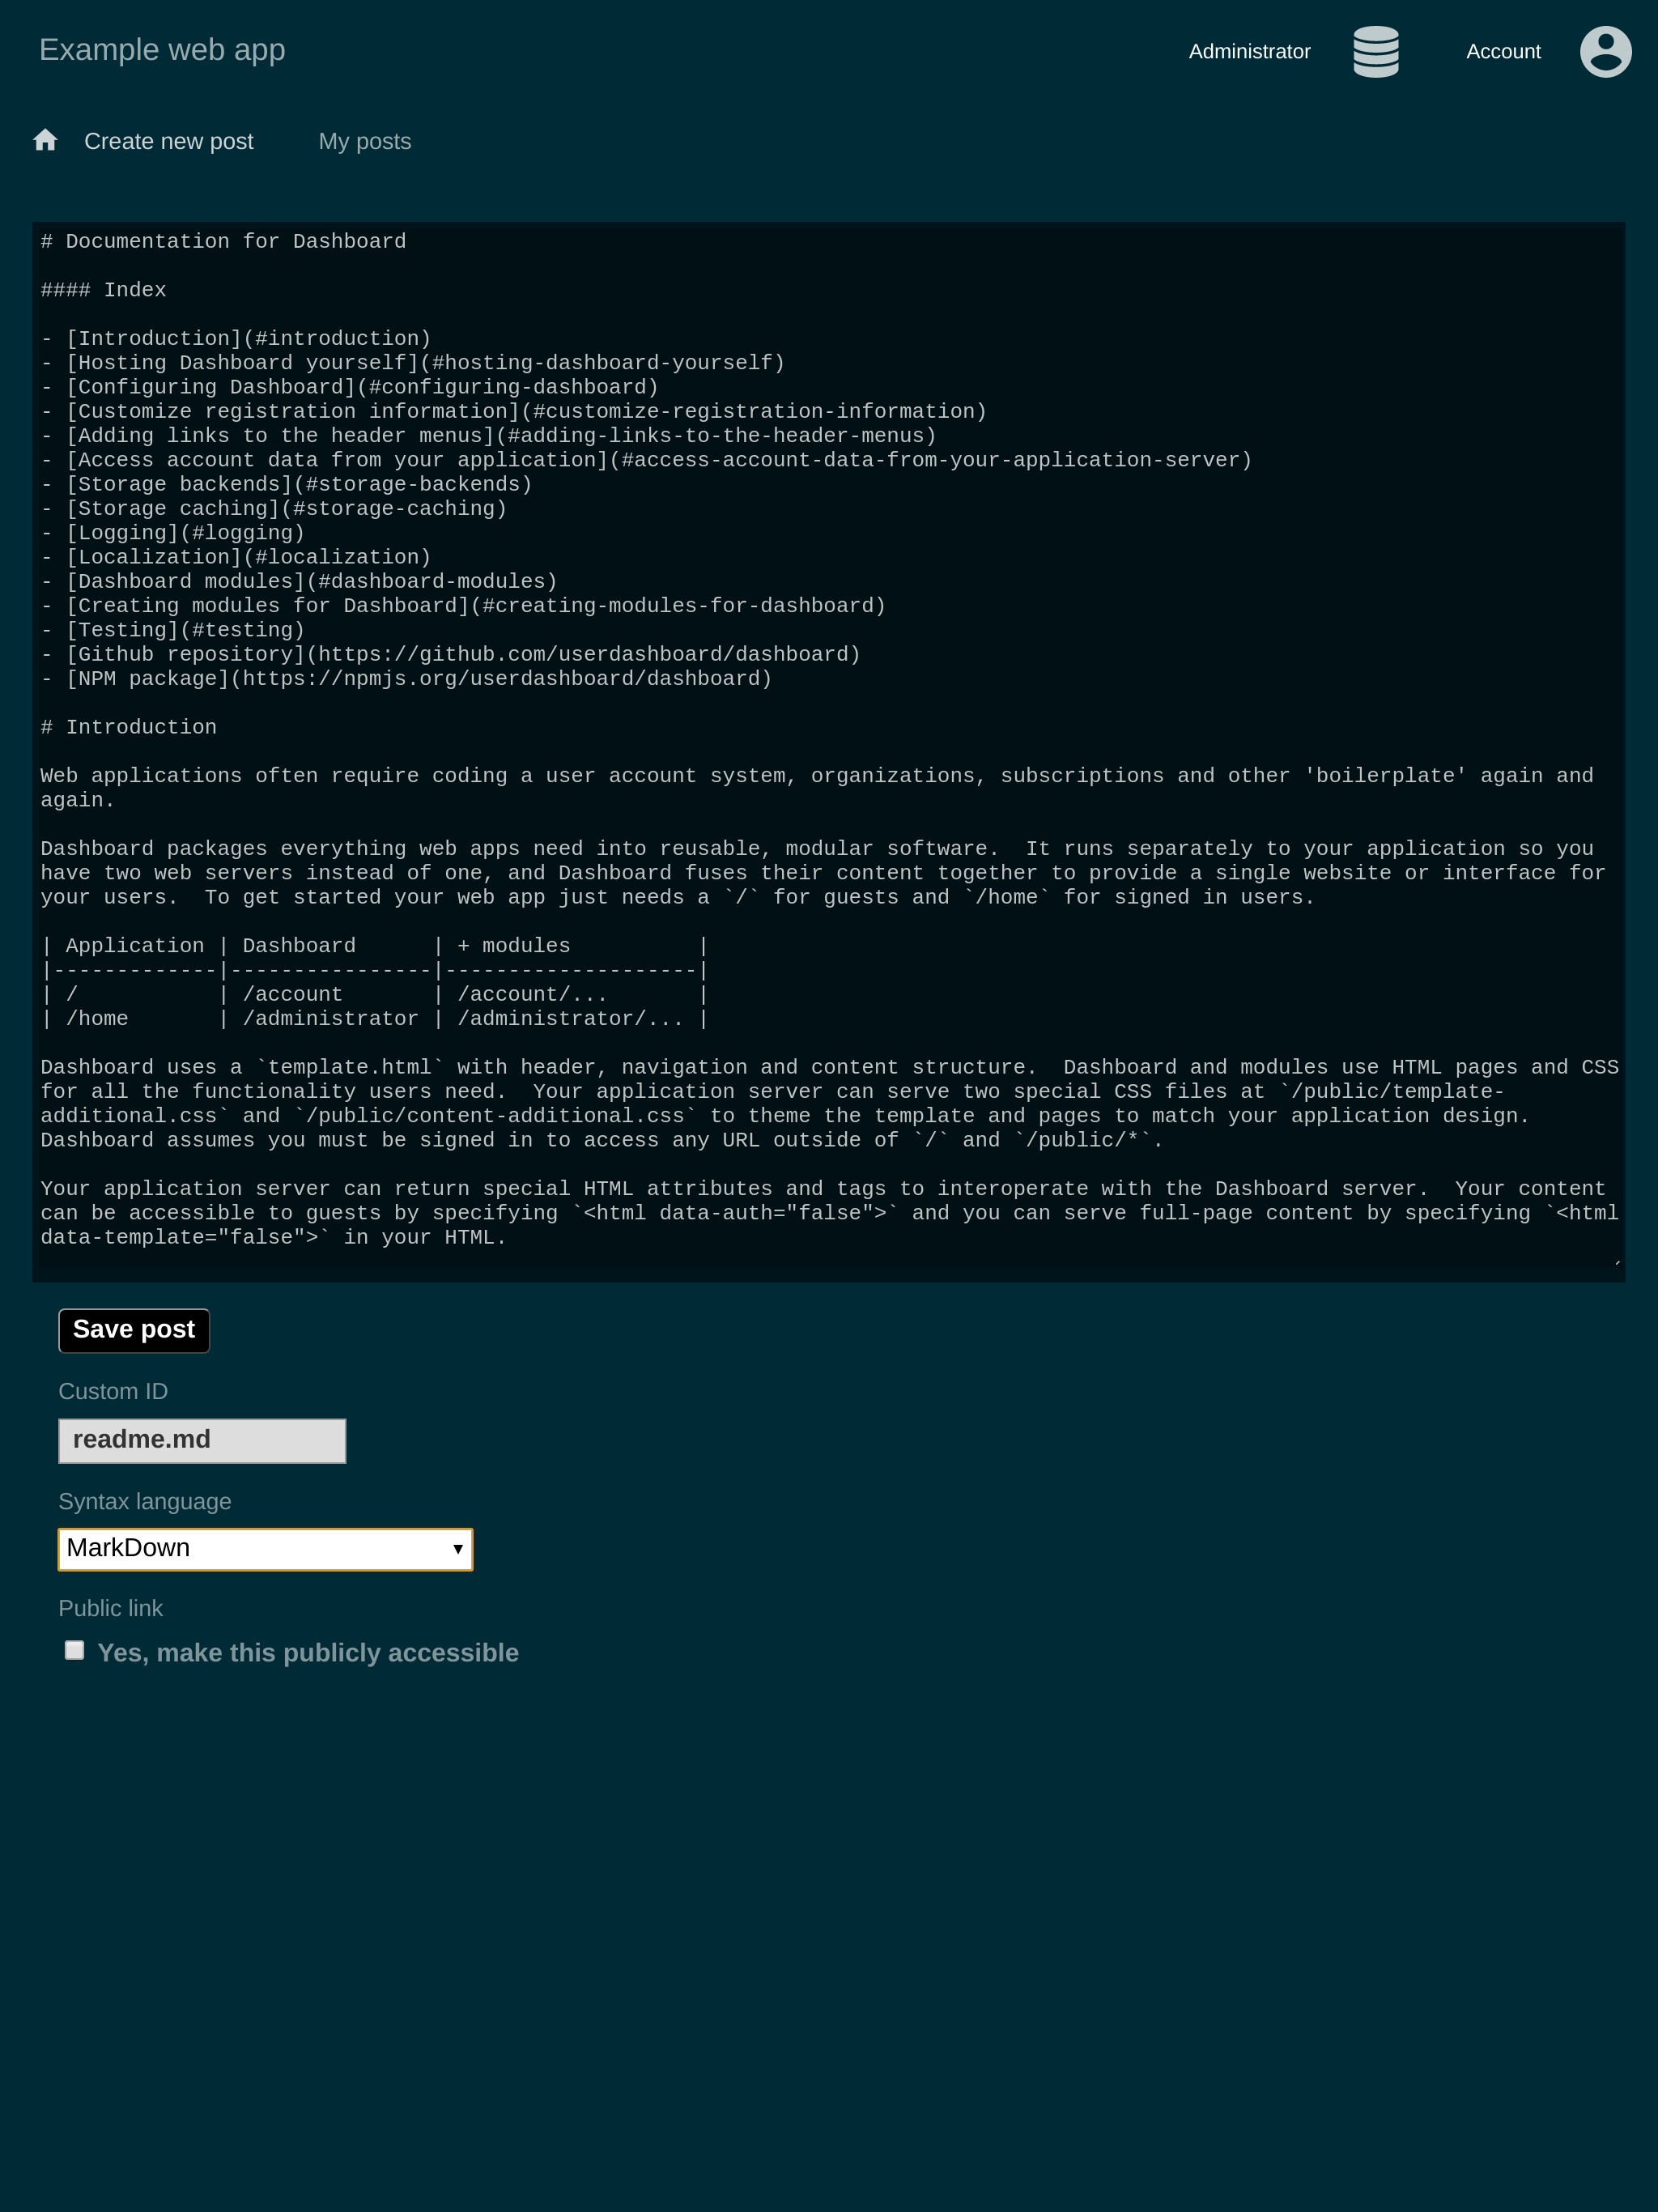 Example web app
Administrator
Account
Create new post
My posts
# Documentation for Dashboard
#### Index
- [Introduction](#introduction)
- [Hosting Dashboard yourself](#hosting-dashboard-yourself)
- [Configuring Dashboard](#configuring-dashboard)
- [Customize registration information](#customize-registration-information)
- [Adding links to the header menus](#adding-links-to-the-header-menus)
- [Access account data from your application](#access-account-data-from-your-application-server)
- [Storage backends](#storage-backends)
- [Storage caching](#storage-caching)
- [Logging](#logging)
- [Localization](#localization)
- [Dashboard modules](#dashboard-modules)
- [Creating modules for Dashboard](#creating-modules-for-dashboard)
- [Testing](#testing)
- [Github repository](https://github.com/userdashboard/dashboard)
- [NPM package](https://npmjs.org/userdashboard/dashboard)
# Introduction
Web applications often require coding a user account system, organizations, subscriptions and other 'boilerplate' again and
again.
Dashboard packages everything web apps need into reusable, modular software.  It runs separately to your application so you
have two web servers instead of one, and Dashboard fuses their content together to provide a single website or interface for
your users.  To get started your web app just needs a `/` for guests and `/home` for signed in users.
| Application | Dashboard      | + modules          |
|-------------|----------------|--------------------|
| /           | /account       | /account/...       |
| /home       | /administrator | /administrator/... |
Dashboard uses a `template.html` with header, navigation and content structure.  Dashboard and modules use HTML pages and CSS
for all the functionality users need.  Your application server can serve two special CSS files at `/public/template-
additional.css` and `/public/content-additional.css` to theme the template and pages to match your application design.
Dashboard assumes you must be signed in to access any URL outside of `/` and `/public/*`.
Your application server can return special HTML attributes and tags to interoperate with the Dashboard server.  Your content
can be accessible to guests by specifying `<html data-auth="false">` and you can serve full-page content by specifying `<html
data-template="false">` in your HTML.
Save post
Custom ID
readme.md
Syntax language
MarkDown
Public link
Yes, make this publicly accessible